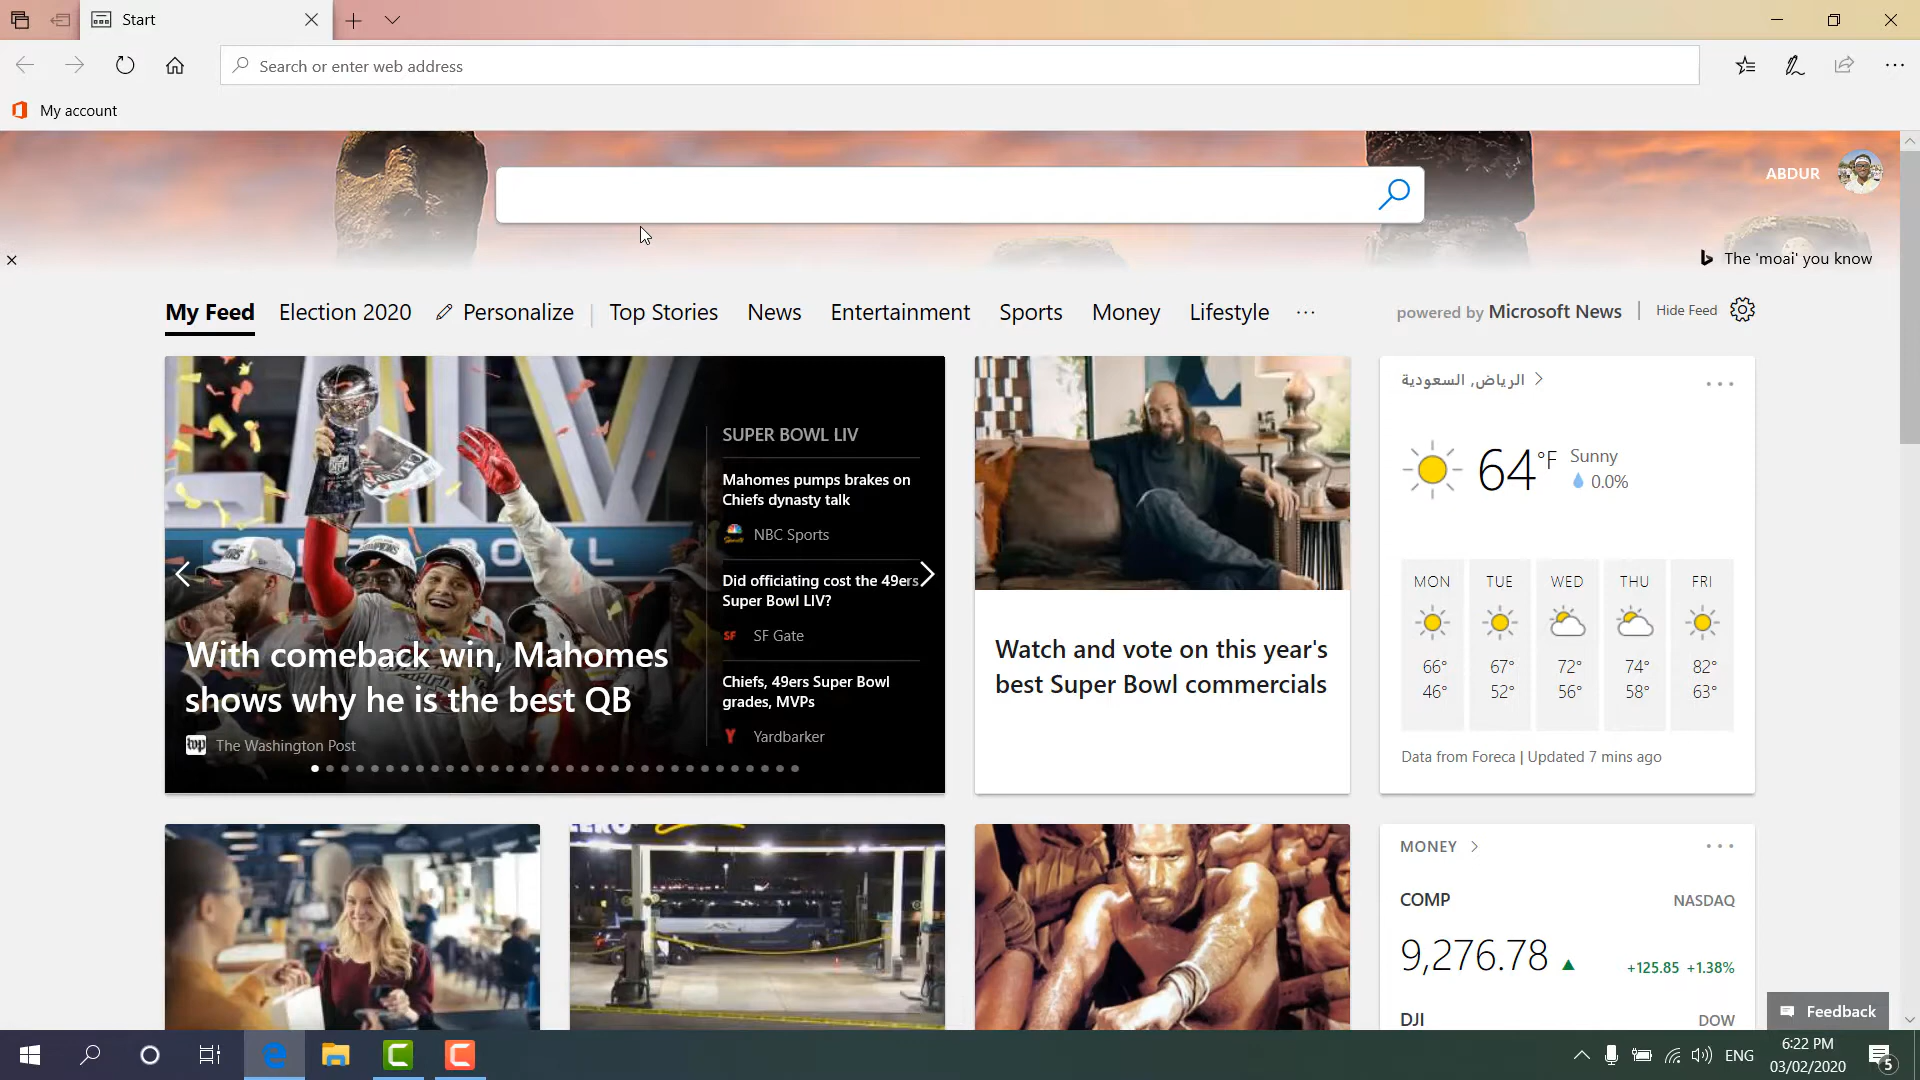 Start
Search or enter web address
My account
ABDUR
The 'moai' you know
My Feed
Election 2020
Personalize
Top Stories
News
Entertainment
Sports
Money
Lifestyle
powered by Microsoft News
Hide Feed
SUPER BOWL LIV
Mahomes pumps brakes on
Chiefs dynasty talk
NBC Sports
Did officiating cost the 49ers
Super Bowl LIV?
SF
SF Gate
Chiefs, 49ers Super Bowl
grades, MVPs
Y
Yardbarker
With comeback win, Mahomes
shows why he is the best QB
wp
The Washington Post
Watch and vote on this year's
best Super Bowl commercials
الرياض, السعودية
64°F
Sunny
0.0%
MON TUE WED THU FRI
66° 67° 72° 74° 82°
46° 52° 56° 58° 63°
Data from Foreca | Updated 7 mins ago
MONEY
COMP
NASDAQ
9,276.78
+125.85 +1.38%
DJI
DOW
Feedback
ENG
6:22 PM
03/02/2020
5